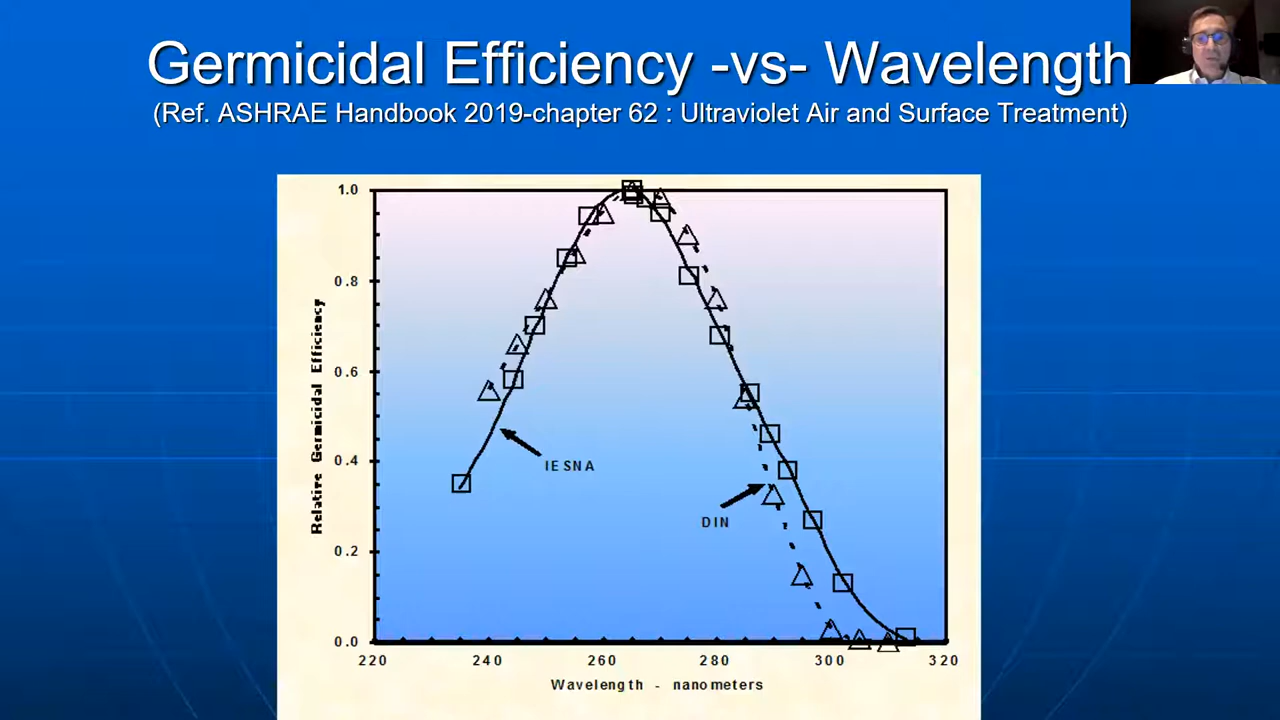 Germicidal Efficiency -vs- Wavelength
(Ref. ASHRAE Handbook 2019-chapter 62 : Ultraviolet Air and Surface Treatment)
1.0
0.8
0.6
0.4
0.2
0.0
Relative Germicidal Efficiency
IESNA
DIN
220 240 260 280 300 320
Wavelength - nanometers